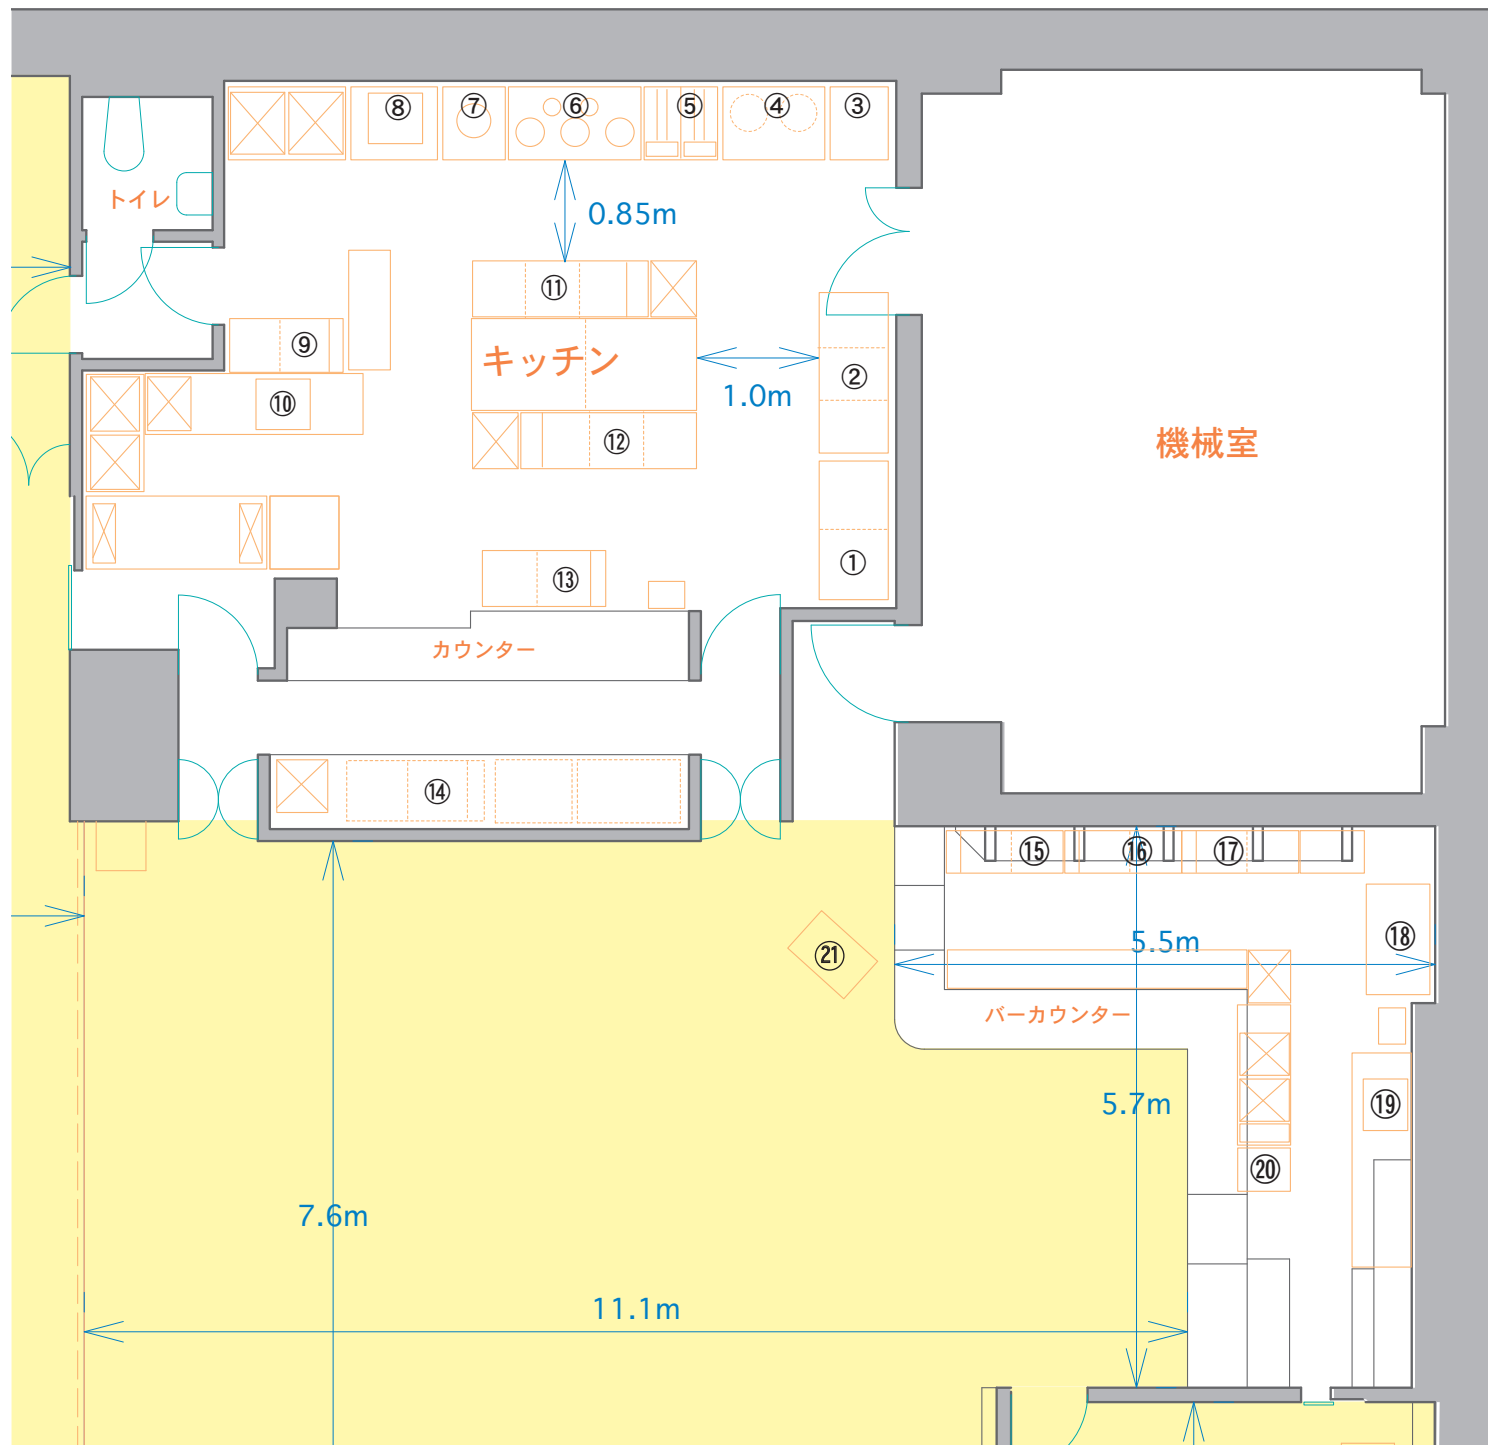 ⑧
⑦
⑥
⑤
④
③
トイレ
0.85m
⑪
⑨
キッチン
②
1.0m
⑩
⑫
機械室
①
⑬
カウンター
⑭
⑮
⑯
⑰
⑱
5.5m
㉑
バーカウンター
5.7m
⑲
⑳
7.6m
11.1m